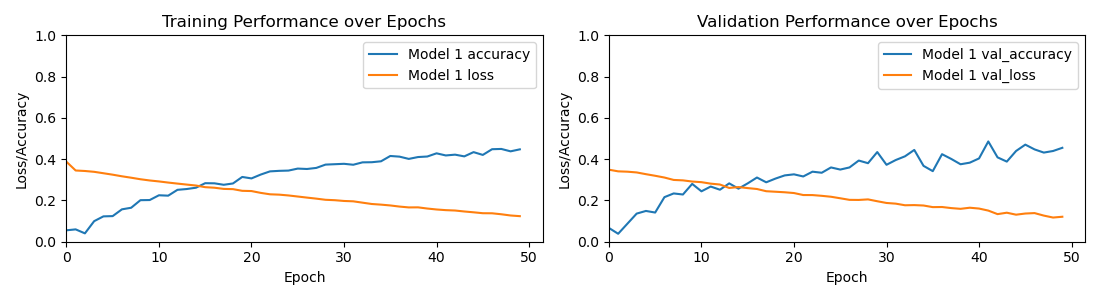 Training Performance over Epochs
1.0
0.8
0.6
0.4
0.2
0.0
Loss/Accuracy
0 10 20 30 40 50
Epoch
Model 1 accuracy
Model 1 loss
Validation Performance over Epochs
1.0
0.8
0.6
0.4
0.2
0.0
Loss/Accuracy
0 10 20 30 40 50
Epoch
Model 1 val_accuracy
Model 1 val_loss